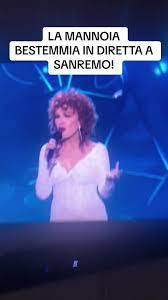 LA MANNOIA
BESTEMMIA IN DIRETTA A
SANREMO!